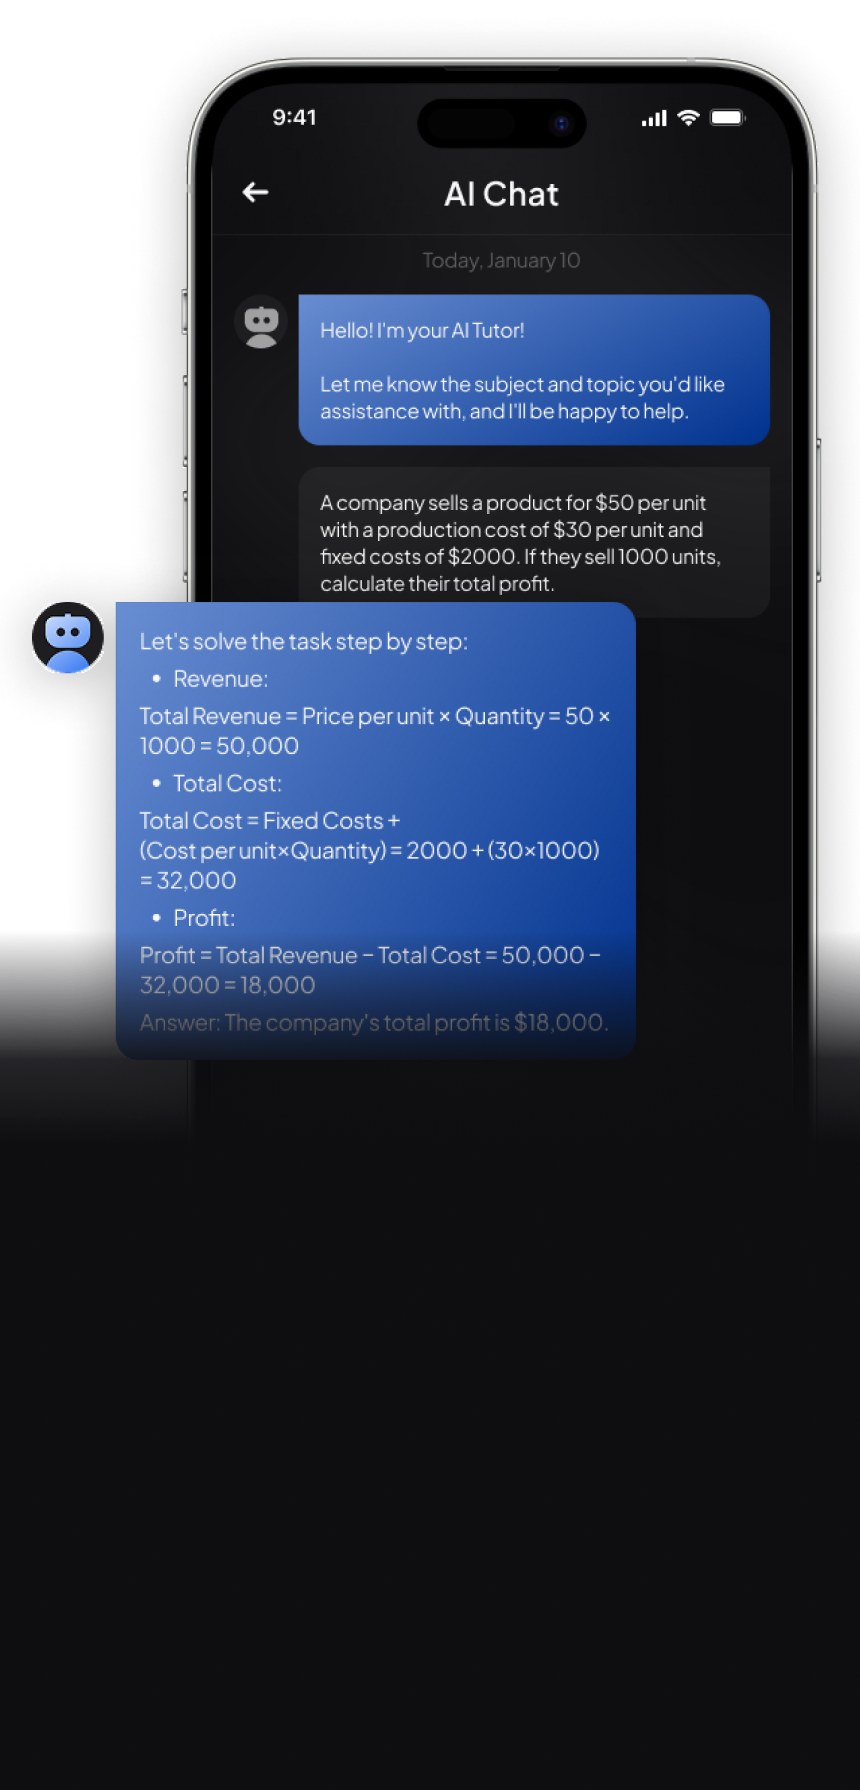 9:41
AI Chat
Today, January 10
Hello! I'm your AI Tutor!
Let me know the subject and topic you'd like
assistance with, and I'll be happy to help.
A company sells a product for $50 per unit
with a production cost of $30 per unit and
fixed costs of $2000. If they sell 1000 units,
calculate their total profit.
Let's solve the task step by step:
• Revenue:
Total Revenue = Price per unit × Quantity = 50 ×
1000 = 50,000
• Total Cost:
Total Cost = Fixed Costs +
(Cost per unit×Quantity) = 2000 + (30×1000)
= 32,000
• Profit:
Profit = Total Revenue − Total Cost = 50,000 −
32,000 = 18,000
Answer: The company's total profit is $18,000.